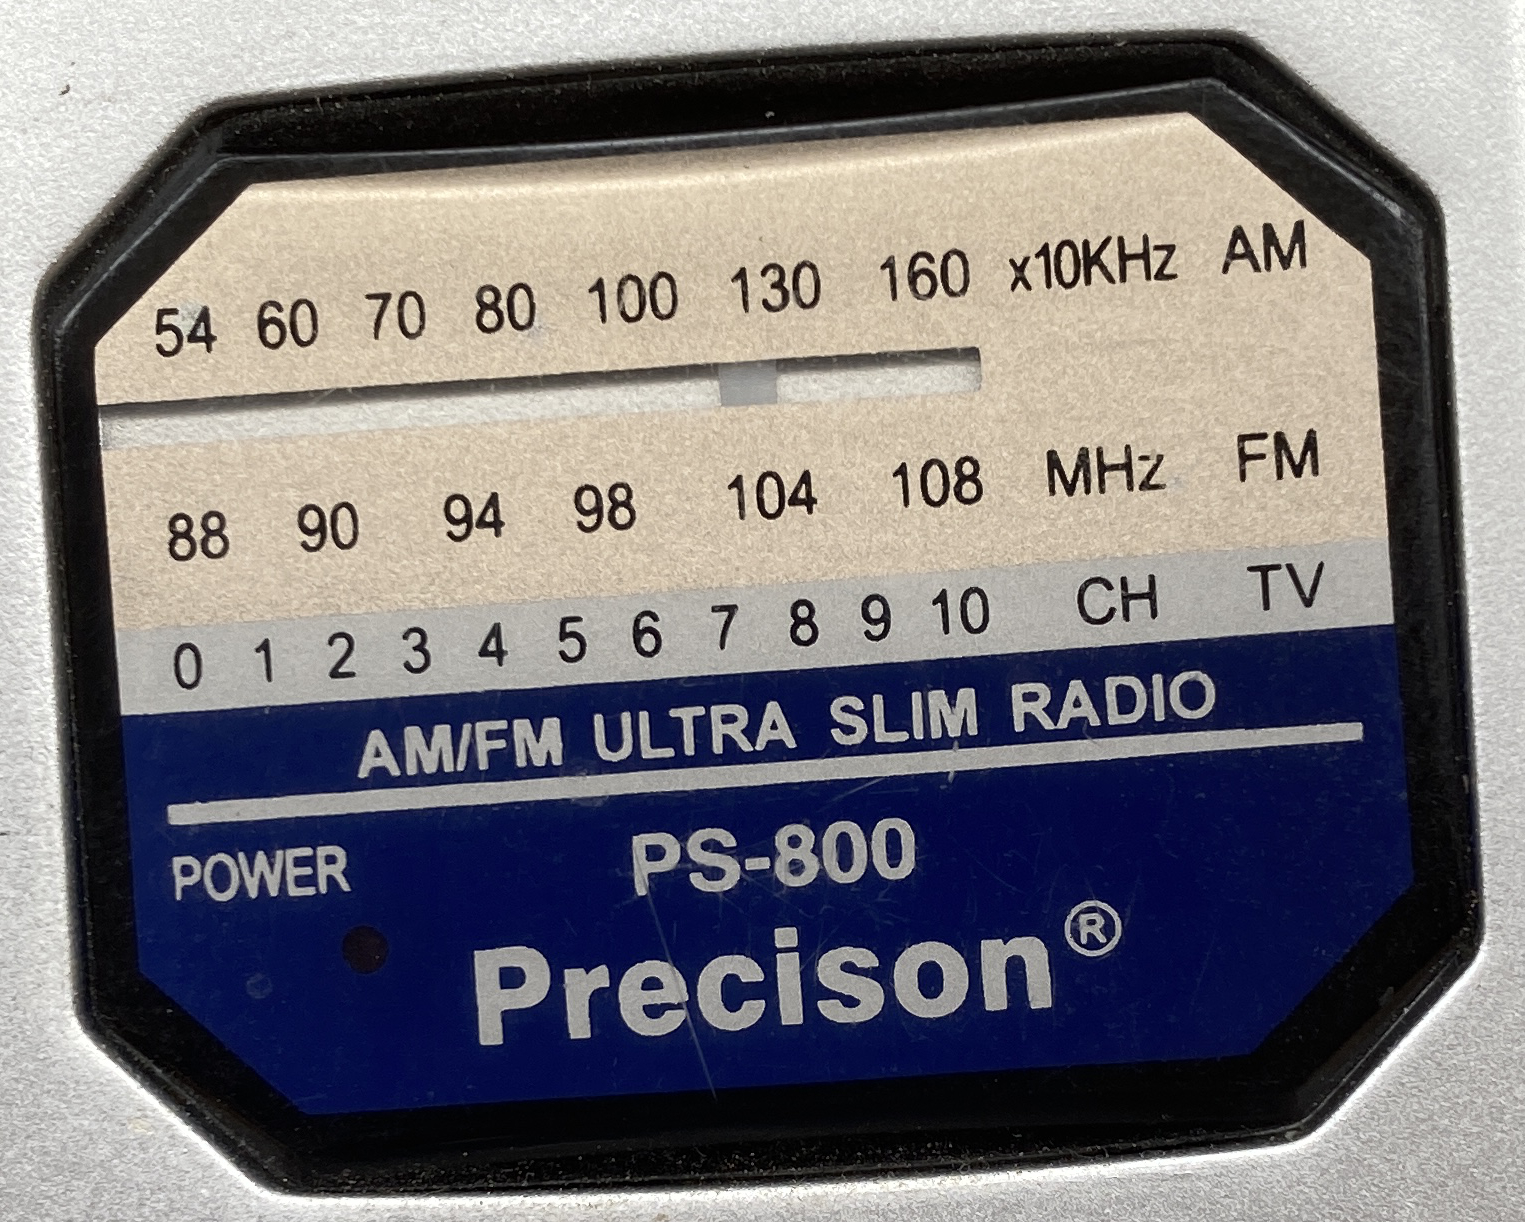 54 60 70 80 100 130 160 x10KHz AM
88 90 94 98 104 108 MHz FM
0 1 2 3 4 5 6 7 8 9 10 CH TV
AM/FM ULTRA SLIM RADIO
PS-800
POWER
Precison®